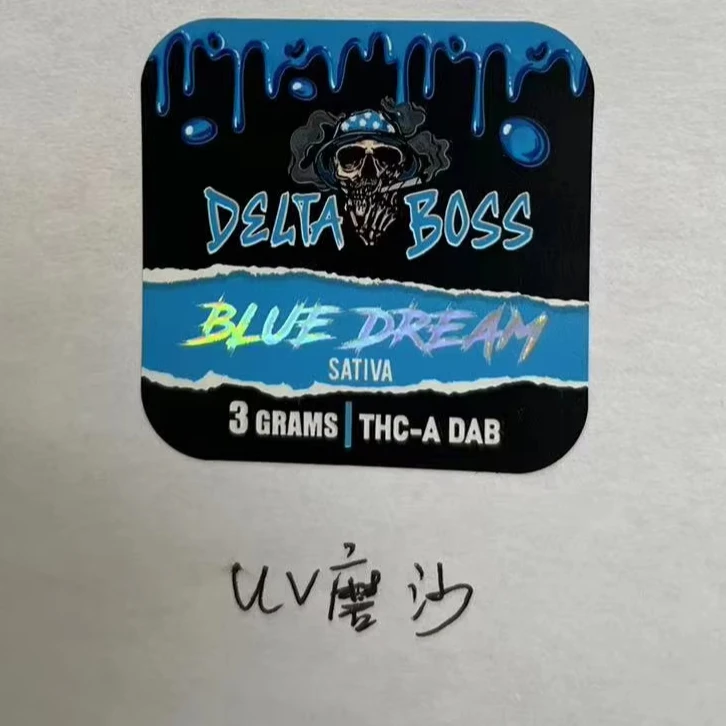 DELTA BOSS
BLUE DREAM
SATIVA
3 GRAMS | THC-A DAB
UV磨沙